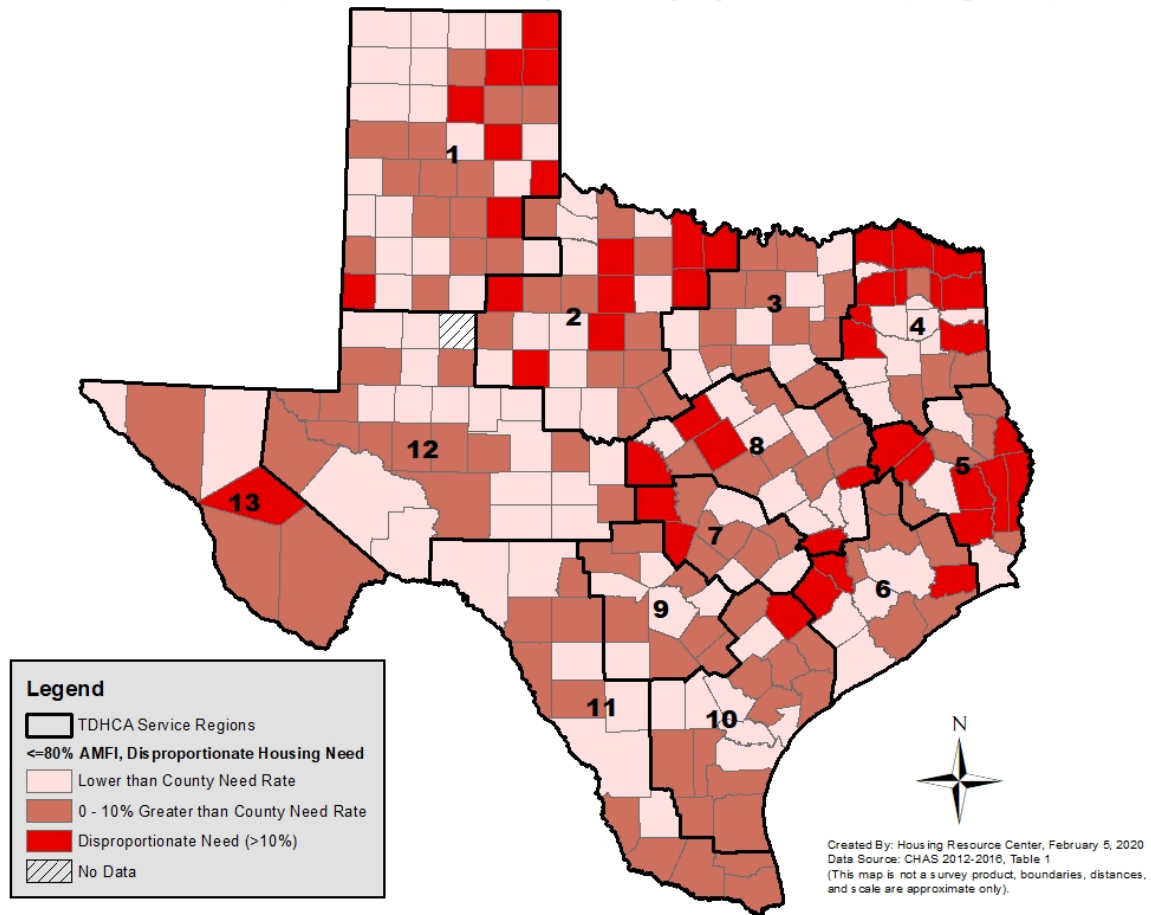 1
2
3
4
12
8
5
13
7
6
9
11
10
Legend
TDHCA Service Regions
<=80% AMFI, Disproportionate Housing Need
Lower than County Need Rate
0 - 10% Greater than County Need Rate
Disproportionate Need (>10%)
No Data
N
Created By: Housing Resource Center, February 5, 2020
Data Source: CHAS 2012-2016, Table 1
(This map is not a survey product, boundaries, distances,
and scale are approximate only).